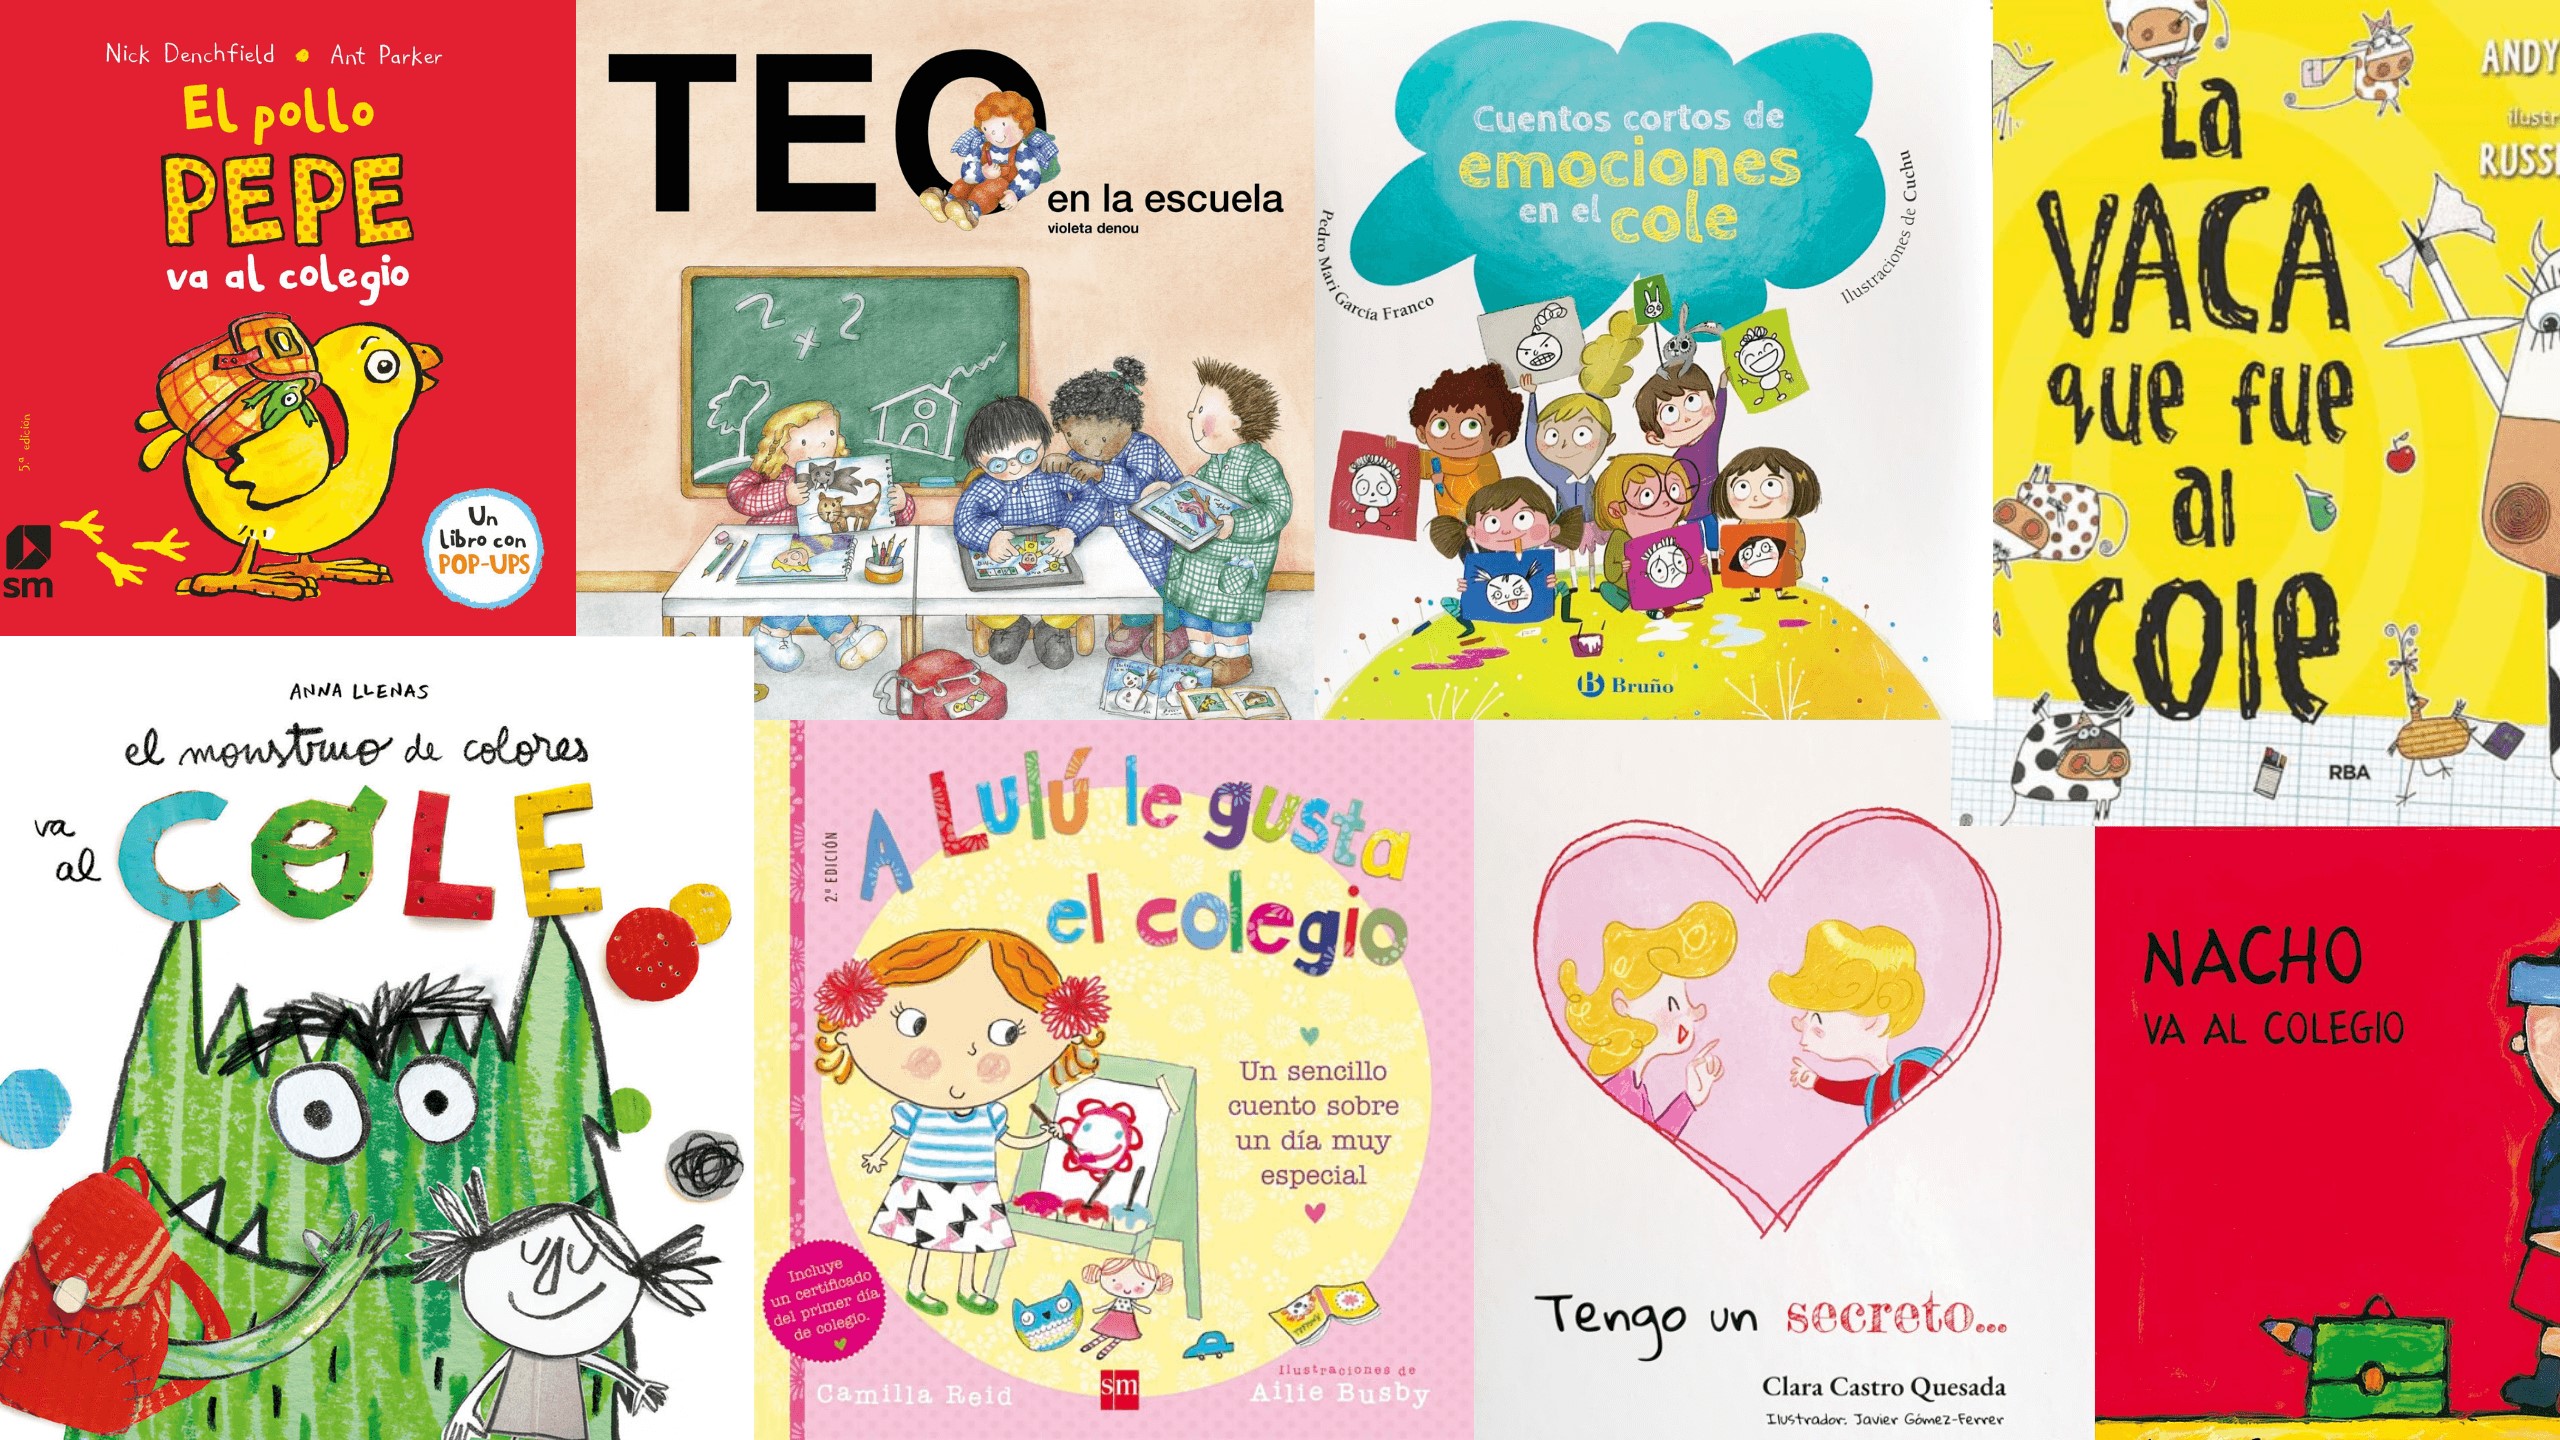 Nick Denchfield • Ant Parker
El pollo
PEPE
va al colegio
5.ª edición
Un
libro con
POP-UPS
sm
TEO
en la escuela
violeta denou
2 + 2
Cuentos cortos de
emociones
en el cole
Pedro Mari García Franco
Ilustraciones de Cuchu
Bruño
La
VACA
que fue
al
cole
ANDY
ilustr
RUSS
RBA
ANNA LLENAS
el monstruo de colores
va
al
COLE
A Lulú le gusta
el colegio
2.ª EDICIÓN
Un sencillo
cuento sobre
un día muy
especial
Incluye
un certificado
del primer día
de colegio.
Camilla Reid
sm
Ilustraciones de
Ailie Busby
Tengo un secreto...
Clara Castro Quesada
Ilustrador: Javier Gómez-Ferrer
NACHO
VA AL COLEGIO